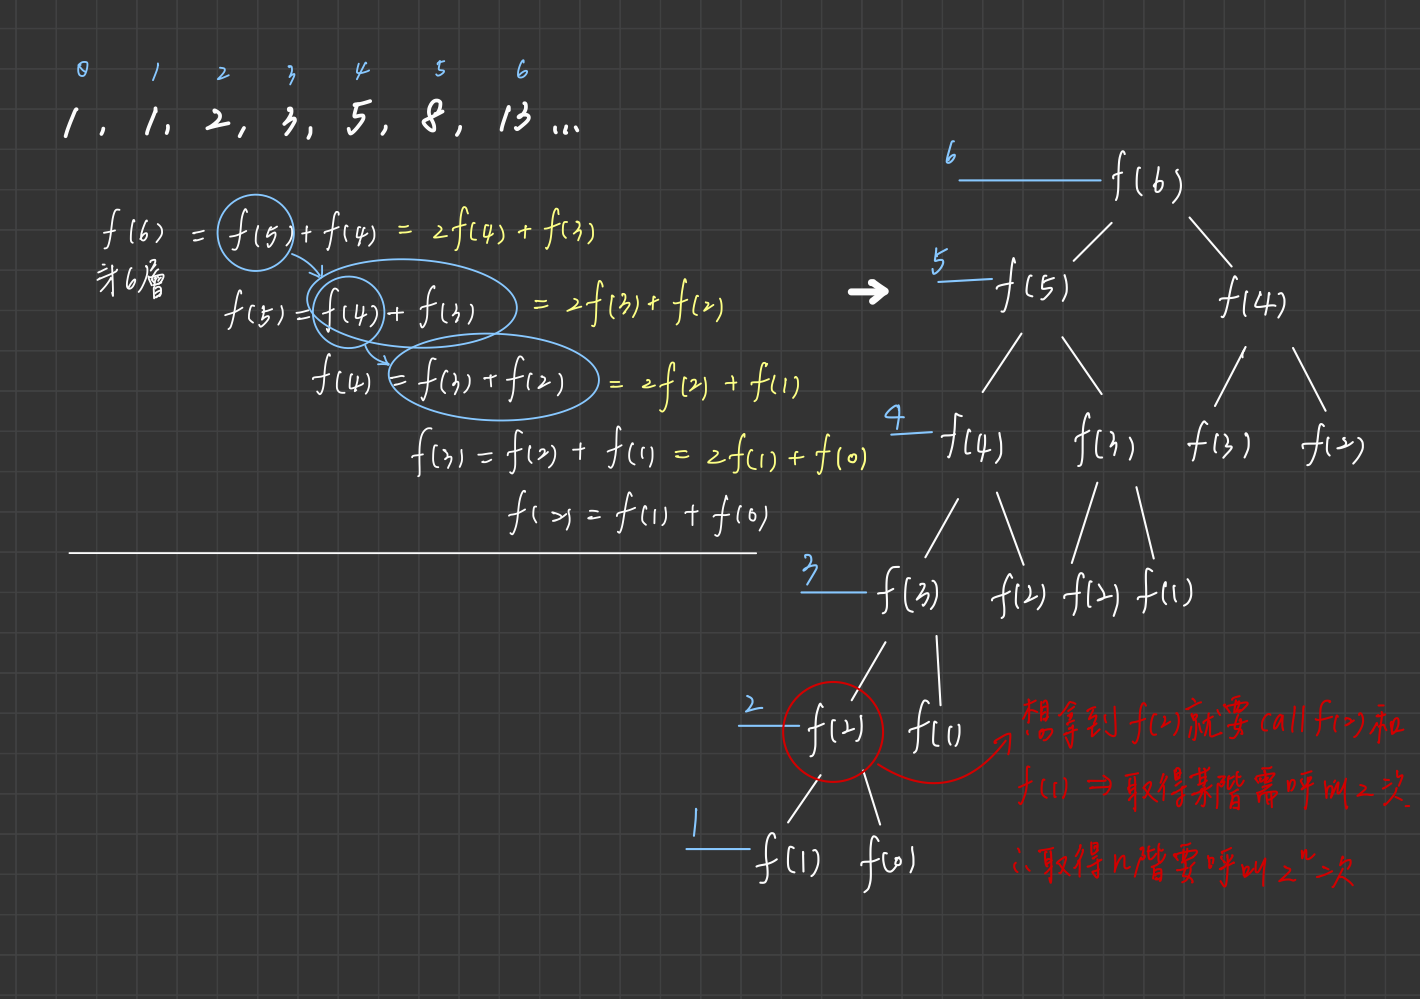 0 1 2 3 4 5 6
1, 1, 2, 3, 5, 8, 13 ...
f(6) = f(5) + f(4) = 2f(4) + f(3)
共6層
f(5) = f(4) + f(3) = 2f(3) + f(2)
f(4) = f(3) + f(2) = 2f(2) + f(1)
f(3) = f(2) + f(1) = 2f(1) + f(0)
f(2) = f(1) + f(0)
6 f(6)
5 f(5) f(4)
4 f(4) f(3) f(3) f(2)
3 f(3) f(2) f(2) f(1)
2 f(2) f(1)
1 f(1) f(0)
想拿到 f(2) 就要 call f(2) 和
f(1) ⇒ 取得某階需呼叫 2 次
∴ 取得 n 階要呼叫 2^n 次